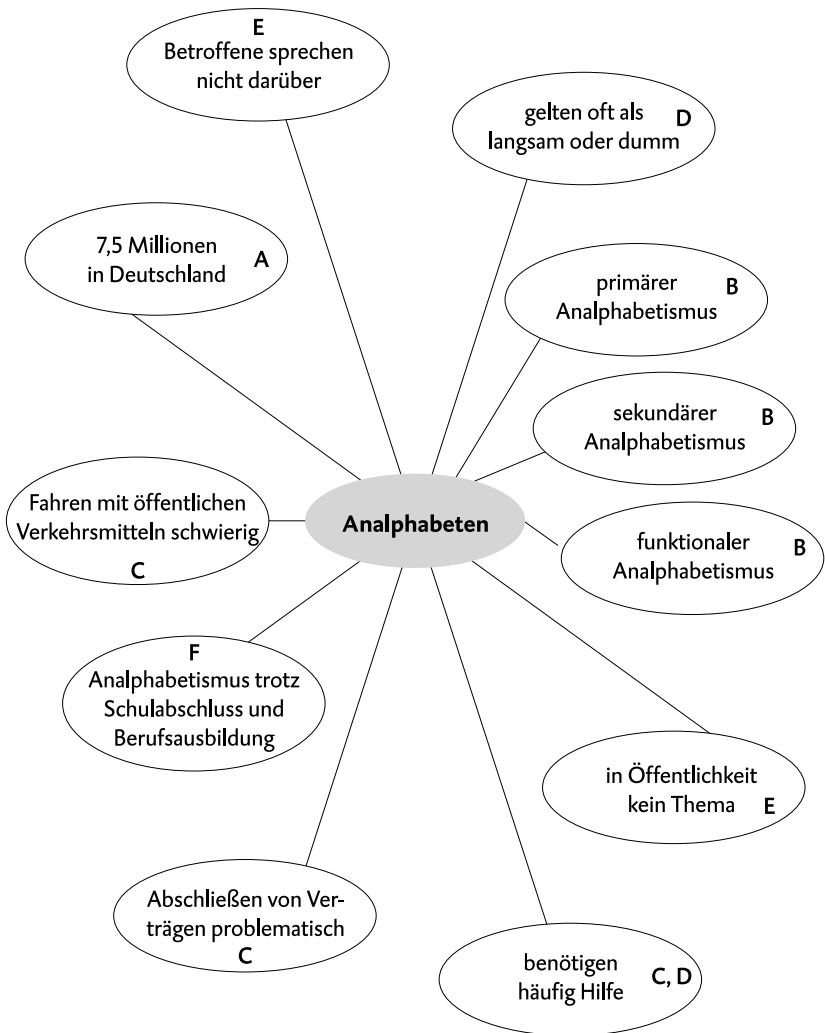 E
Betroffene sprechen
nicht darüber
gelten oft als D
langsam oder dumm
7,5 Millionen
in Deutschland A
primärer B
Analphabetismus
sekundärer B
Analphabetismus
Fahren mit öffentlichen
Verkehrsmitteln schwierig
C
Analphabeten
funktionaler B
Analphabetismus
F
Analphabetismus trotz
Schulabschluss und
Berufsausbildung
in Öffentlichkeit
kein Thema E
Abschließen von Ver-
trägen problematisch
C
benötigen C, D
häufig Hilfe